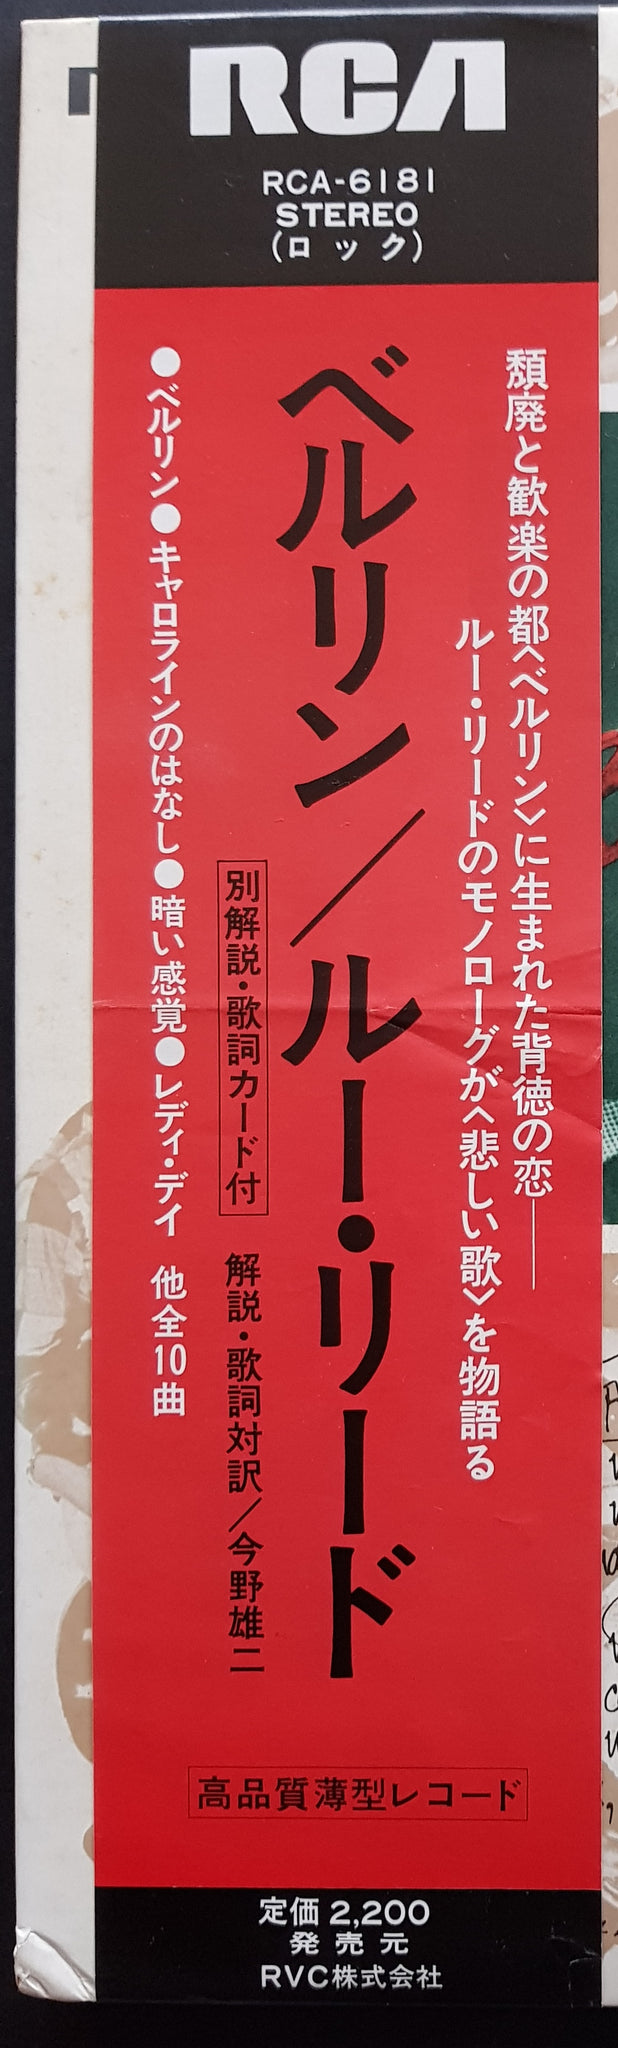 RCA
RCA-6181
STEREO
(ロック)
頽廃と歓楽の都〈ベルリン〉に生まれた背徳の恋――
ルー・リードのモノローグが〈悲しい歌〉を物語る
ベルリン/ルー・リード
別解説・歌詞カード付
解説・歌詞対訳/今野雄二
●ベルリン●キャロラインのはなし●暗い感覚●レディ・デイ 他全10曲
高品質薄型レコード
定価 2,200
発売元
RVC株式会社